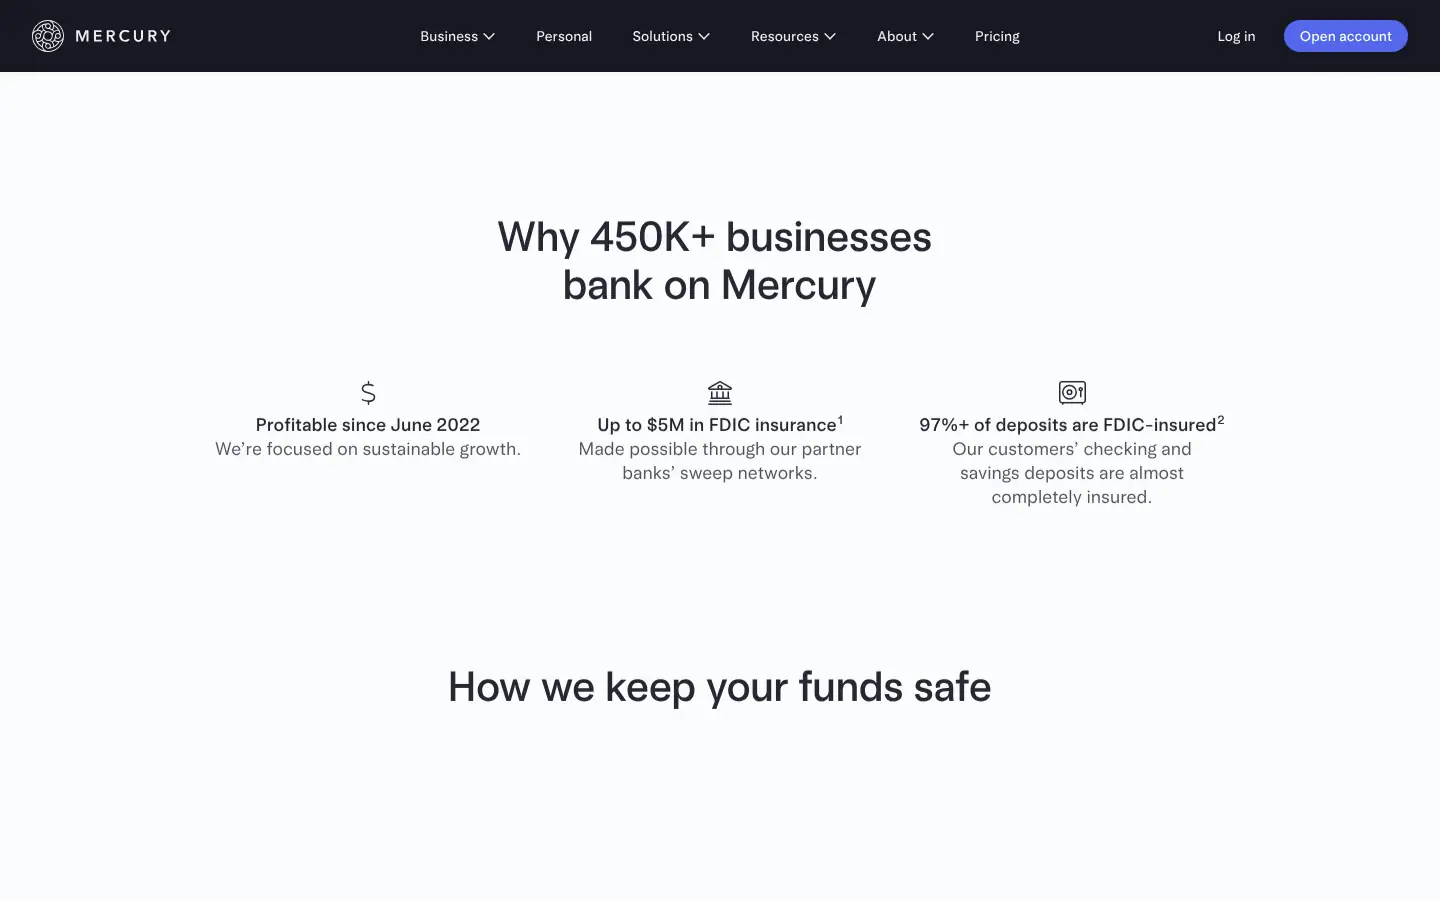 MERCURY
Business
Personal
Solutions
Resources
About
Pricing
Log in
Open account
Why 450K+ businesses
bank on Mercury
Profitable since June 2022
We’re focused on sustainable growth.
Up to $5M in FDIC insurance¹
Made possible through our partner
banks’ sweep networks.
97%+ of deposits are FDIC-insured²
Our customers’ checking and
savings deposits are almost
completely insured.
How we keep your funds safe